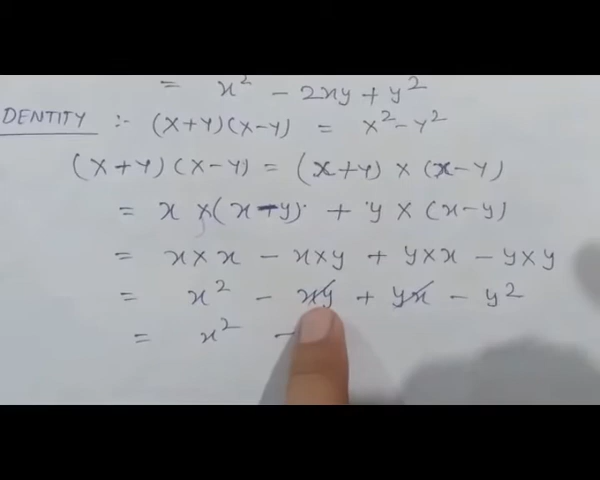 = x² - 2xy + y²
DENTITY :- (X+Y)(X-Y) = X²-Y²
(X+Y)(X-Y) = (x+y) × (x-y)
= x × (x-y) + y × (x-y)
= x×x - x×y + y×x - y×y
= x² - xy + yx - y²
= x² -